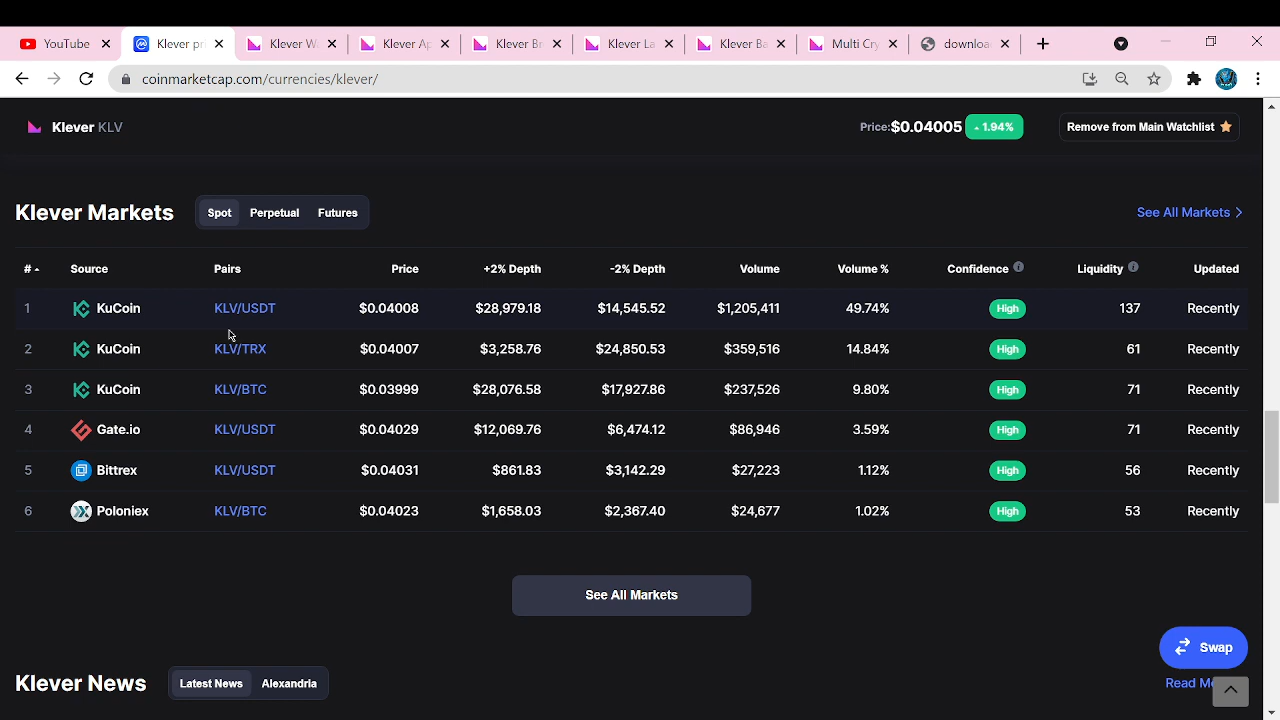 YouTube Klever pri Klever W Klever Ap Klever B Klever La Klever Ba Multi Cry downloa
coinmarketcap.com/currencies/klever/
Klever KLV Price:$0.04005 1.94% Remove from Main Watchlist
Klever Markets Spot Perpetual Futures See All Markets
# Source Pairs Price +2% Depth -2% Depth Volume Volume % Confidence Liquidity Updated
1 KuCoin KLV/USDT $0.04008 $28,979.18 $14,545.52 $1,205,411 49.74% High 137 Recently
2 KuCoin KLV/TRX $0.04007 $3,258.76 $24,850.53 $359,516 14.84% High 61 Recently
3 KuCoin KLV/BTC $0.03999 $28,076.58 $17,927.86 $237,526 9.80% High 71 Recently
4 Gate.io KLV/USDT $0.04029 $12,069.76 $6,474.12 $86,946 3.59% High 71 Recently
5 Bittrex KLV/USDT $0.04031 $861.83 $3,142.29 $27,223 1.12% High 56 Recently
6 Poloniex KLV/BTC $0.04023 $1,658.03 $2,367.40 $24,677 1.02% High 53 Recently
See All Markets
Swap
Klever News Latest News Alexandria Read M